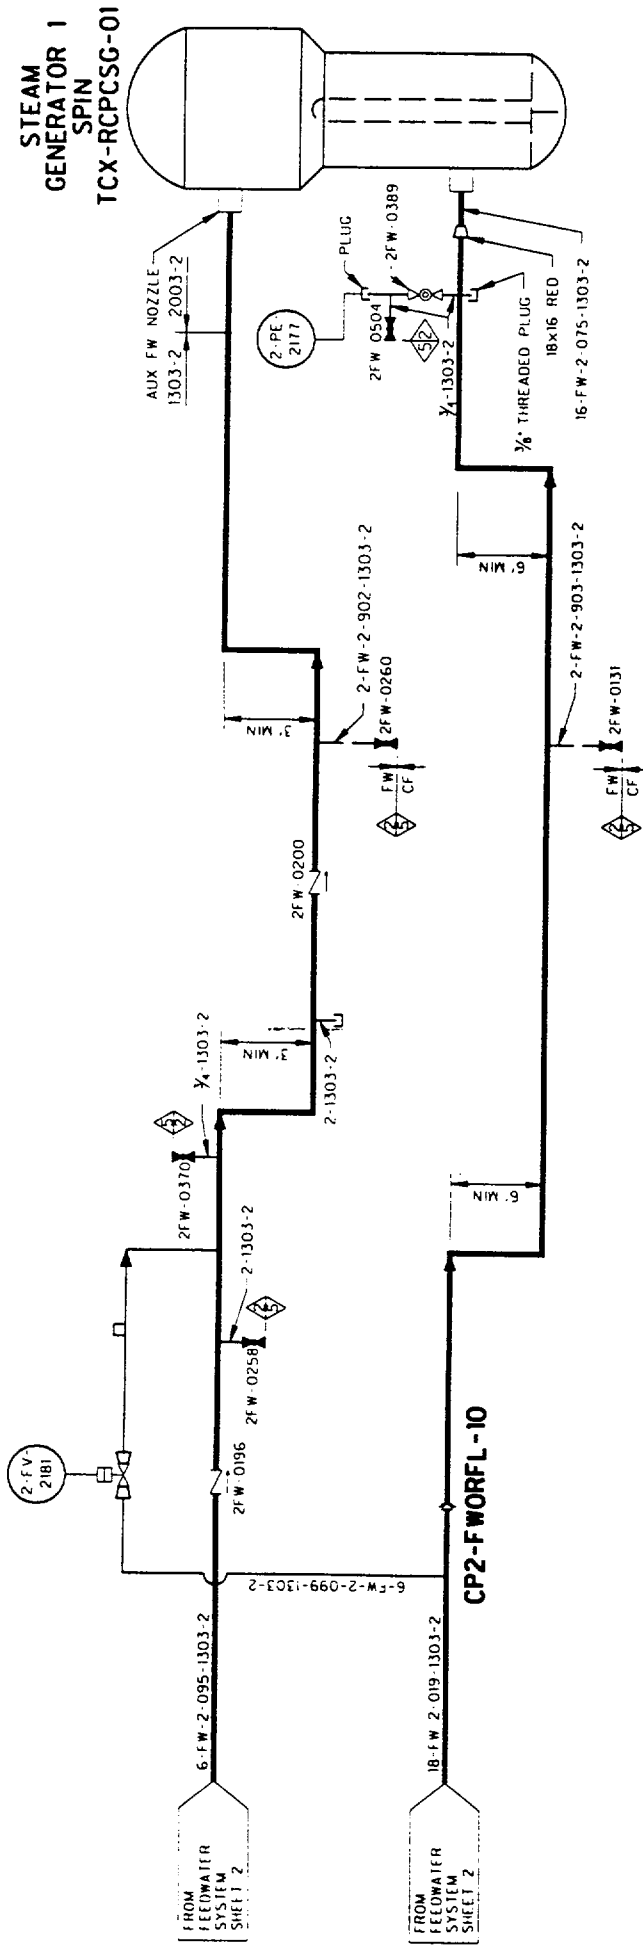 STEAM
GENERATOR 1
SPIN
TCX-RCPCSG-01
AUX FW NOZZLE
1303-2
2003-2
2-PE-
2177
PLUG
2FW-0504
2FW-0389
52
3/4-1303-2
3/8" THREADED PLUG
18x16 RED
16-FW-2-075-1303-2
3' MIN
2-FW-2-902-1303-2
2FW-0260
FW
CF
25
6' MIN
2-FW-2-903-1303-2
2FW-0131
FW
CF
25
2FW-0200
3' MIN
2-1303-2
3/4-1303-2
52
2FW-0370
2-1303-2
25
2FW-0258
6' MIN
2-FV-
2181
2FW-0196
CP2-FWORFL-10
6-FW-2-099-1303-2
6-FW-2-095-1303-2
18-FW-2-019-1303-2
FROM
FEEDWATER
SYSTEM
SHEET 2
FROM
FEEDWATER
SYSTEM
SHEET 2